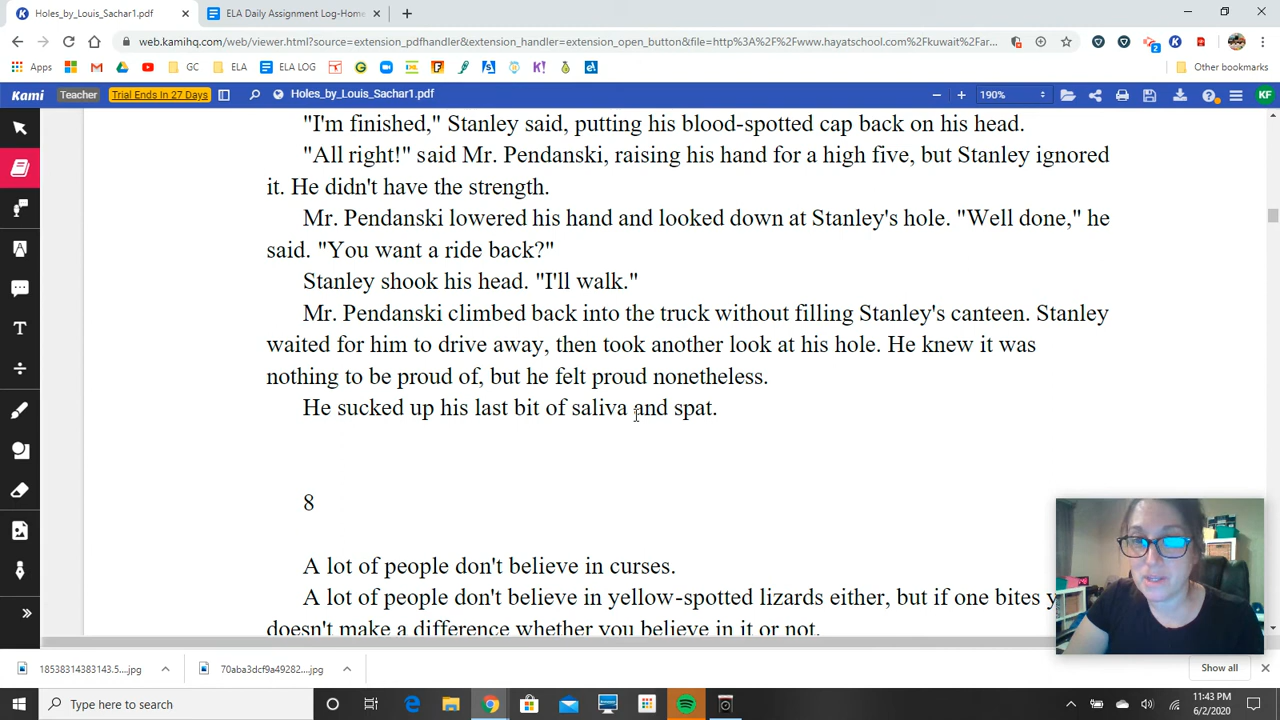 Holes_by_Louis_Sachar1.pdf
ELA Daily Assignment Log-Home
web.kamihq.com/web/viewer.html?source=extension_pdfhandler&extension_handler=extension_open_button&file=http%3A%2F%2Fwww.hayatschool.com%2Fkuwait%2Far...
Apps GC ELA ELA LOG Other bookmarks
Kami Teacher Trial Ends In 27 Days Holes_by_Louis_Sachar1.pdf 190% KF
"I'm finished," Stanley said, putting his blood-spotted cap back on his head.
"All right!" said Mr. Pendanski, raising his hand for a high five, but Stanley ignored
it. He didn't have the strength.
Mr. Pendanski lowered his hand and looked down at Stanley's hole. "Well done," he
said. "You want a ride back?"
Stanley shook his head. "I'll walk."
Mr. Pendanski climbed back into the truck without filling Stanley's canteen. Stanley
waited for him to drive away, then took another look at his hole. He knew it was
nothing to be proud of, but he felt proud nonetheless.
He sucked up his last bit of saliva and spat.
8
A lot of people don't believe in curses.
A lot of people don't believe in yellow-spotted lizards either, but if one bites
doesn't make a difference whether you believe in it or not.
18538314383143.5....jpg
70aba3dcf9a49282....jpg
Show all
Type here to search
11:43 PM
6/2/2020